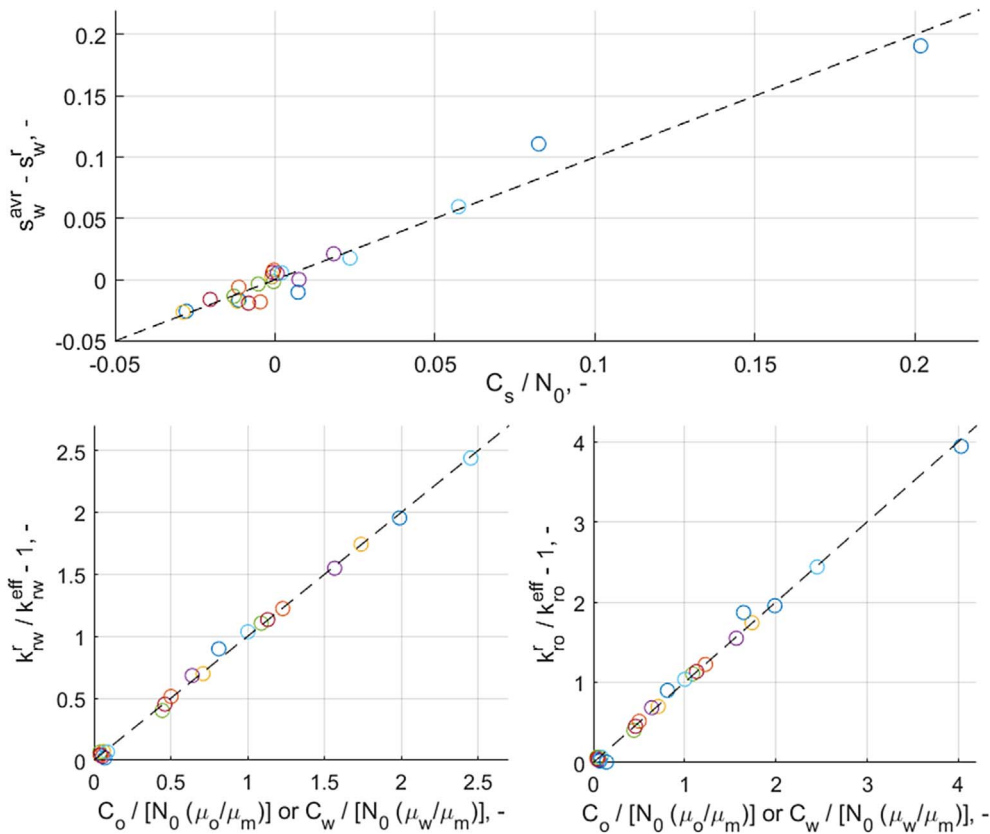 0.2
0.15
0.1
0.05
0
-0.05
s_w^avr - s_w^r, -
-0.05 0 0.05 0.1 0.15 0.2
C_s / N_0, -
2.5
2
1.5
1
0.5
0
k_rw^r / k_rw^eff - 1, -
0 0.5 1 1.5 2 2.5
C_o / [N_0 (μ_o/μ_m)] or C_w / [N_0 (μ_w/μ_m)], -
4
3
2
1
0
k_ro^r / k_ro^eff - 1, -
0 1 2 3 4
C_o / [N_0 (μ_o/μ_m)] or C_w / [N_0 (μ_w/μ_m)], -